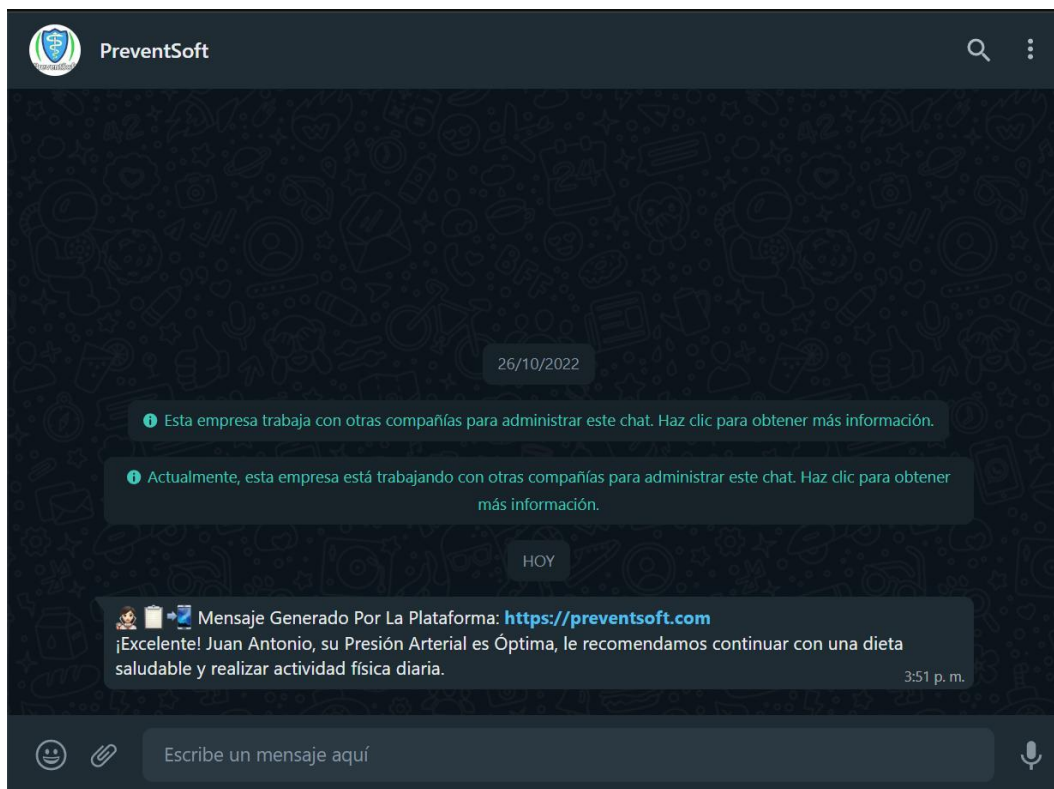 PreventSoft
26/10/2022
Esta empresa trabaja con otras compañías para administrar este chat. Haz clic para obtener más información.
Actualmente, esta empresa está trabajando con otras compañías para administrar este chat. Haz clic para obtener
más información.
HOY
Mensaje Generado Por La Plataforma: https://preventsoft.com
¡Excelente! Juan Antonio, su Presión Arterial es Óptima, le recomendamos continuar con una dieta
saludable y realizar actividad física diaria.
3:51 p. m.
Escribe un mensaje aquí